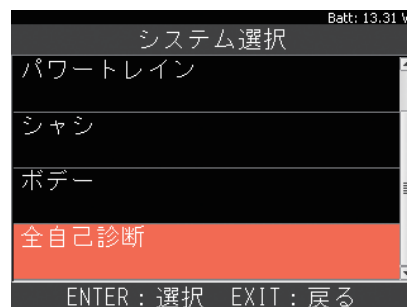 Batt: 13.31 V
システム選択
パワートレイン
シャシ
ボデー
全自己診断
ENTER：選択 EXIT：戻る